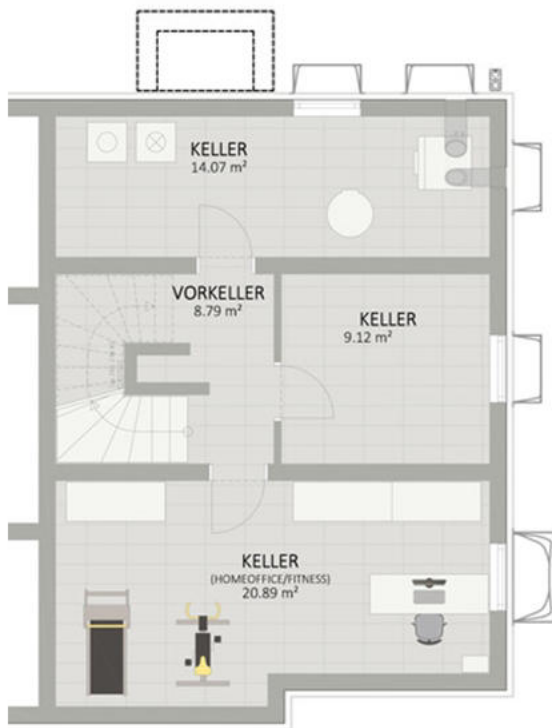 KELLER
14.07 m²
VORKELLER
8.79 m²
KELLER
9.12 m²
KELLER
(HOMEOFFICE/FITNESS)
20.89 m²